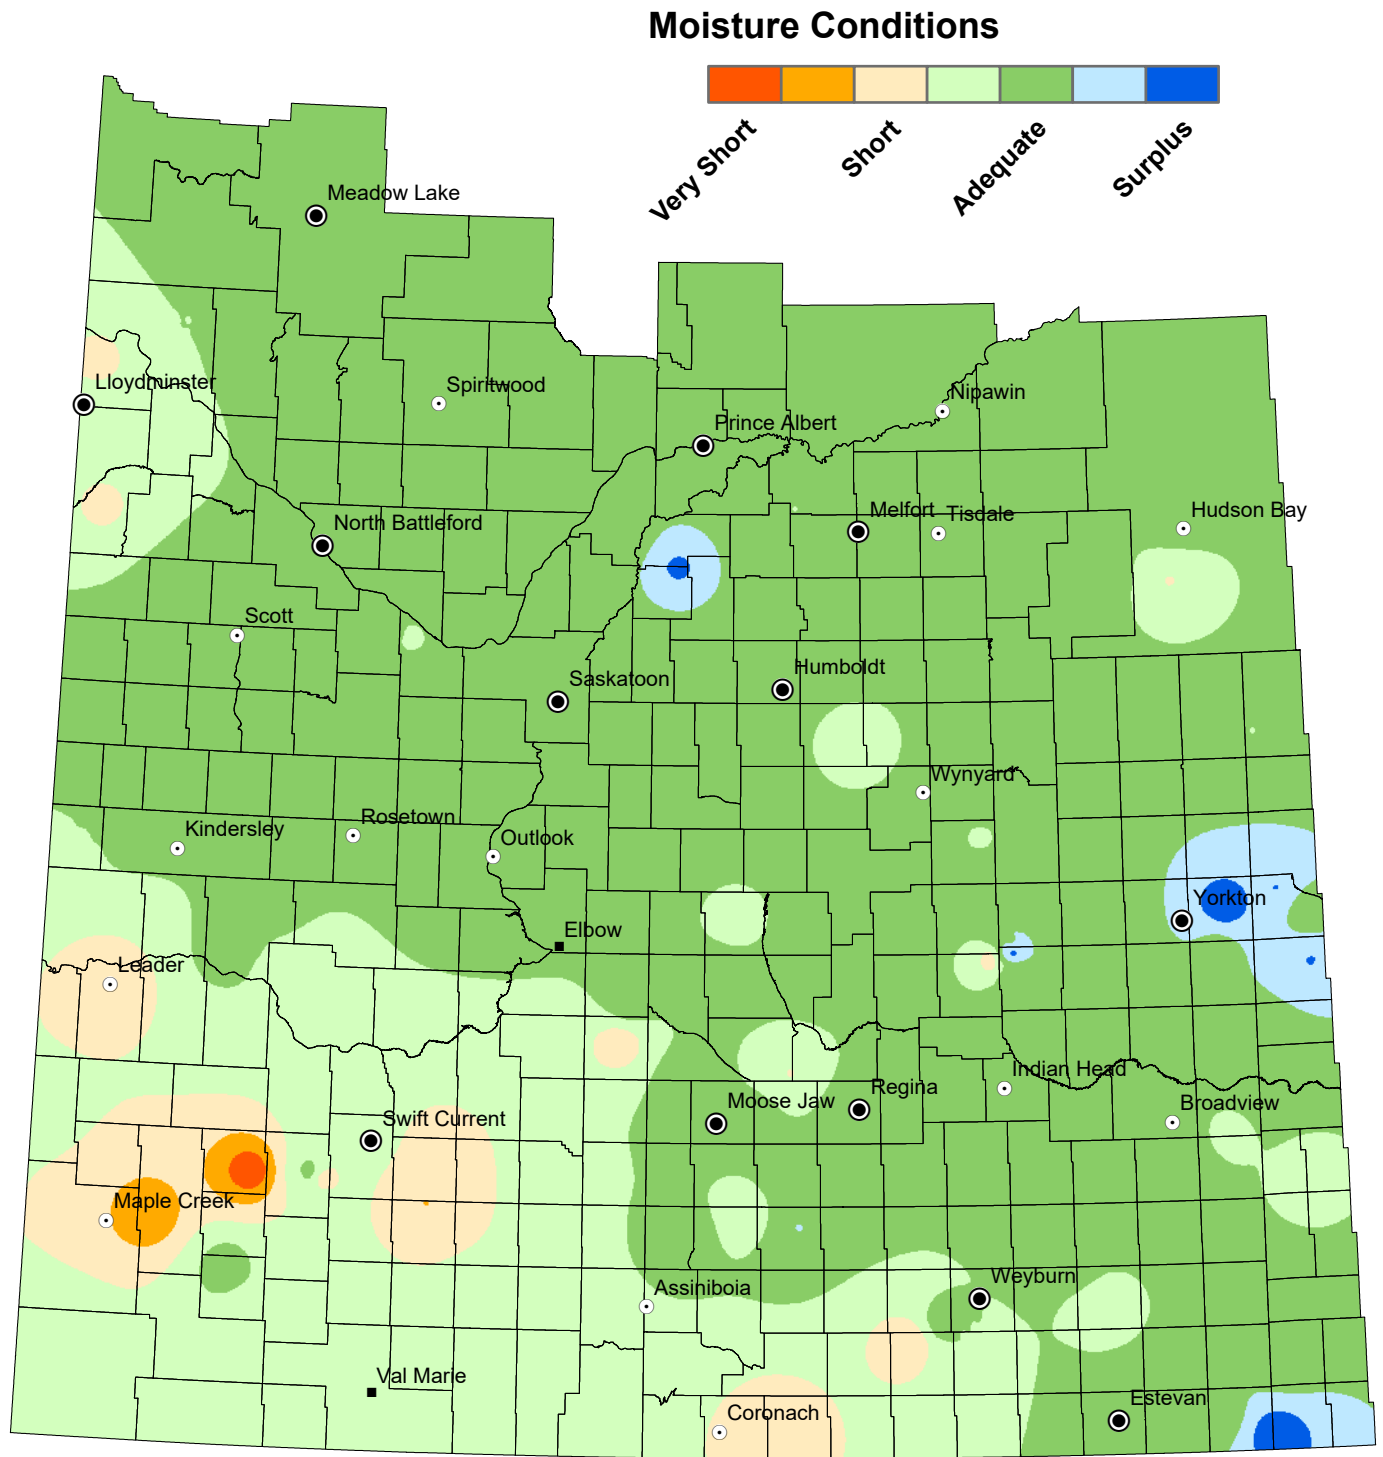 Moisture Conditions
Very Short
Short
Adequate
Surplus
Meadow Lake
Lloydminster
Spiritwood
Nipawin
Prince Albert
North Battleford
Melfort
Tisdale
Hudson Bay
Scott
Saskatoon
Humboldt
Wynyard
Kindersley
Rosetown
Outlook
Yorkton
Elbow
Leader
Indian Head
Regina
Moose Jaw
Broadview
Swift Current
Maple Creek
Assiniboia
Weyburn
Val Marie
Coronach
Estevan